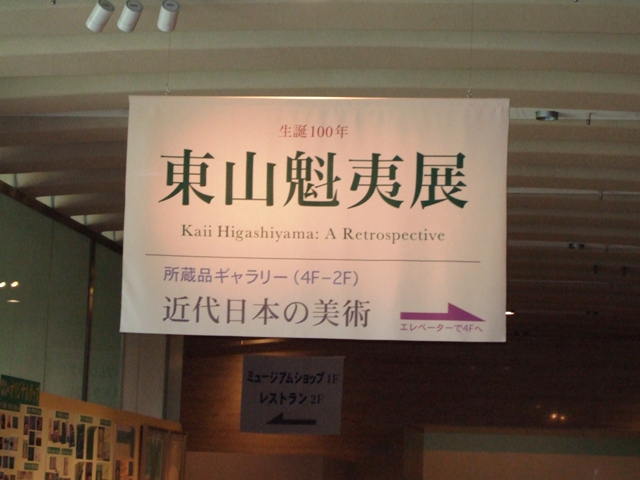 生誕100年
東山魁夷展
Kaii Higashiyama: A Retrospective
所蔵品ギャラリー（4F−2F）
近代日本の美術
エレベーターで4Fへ
ミュージアムショップ 1F
レストラン 2F